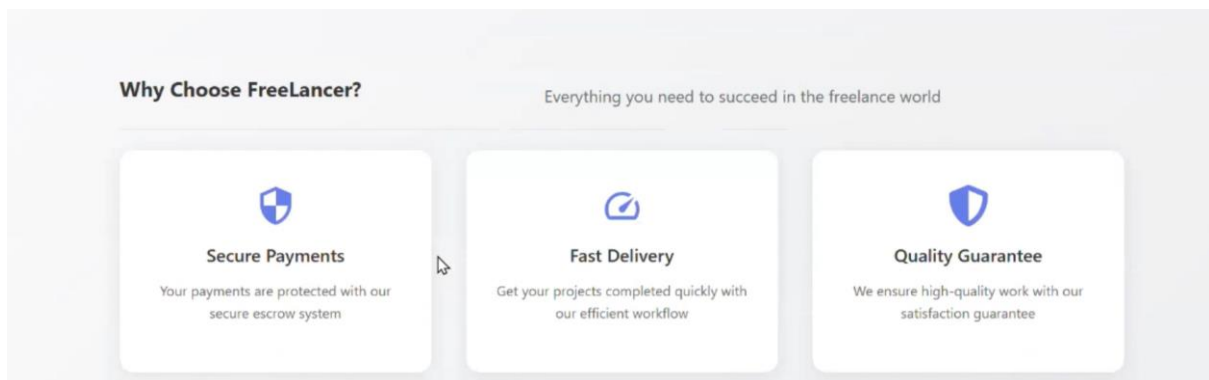 Why Choose FreeLancer?
Everything you need to succeed in the freelance world
Secure Payments
Your payments are protected with our
secure escrow system
Fast Delivery
Get your projects completed quickly with
our efficient workflow
Quality Guarantee
We ensure high-quality work with our
satisfaction guarantee